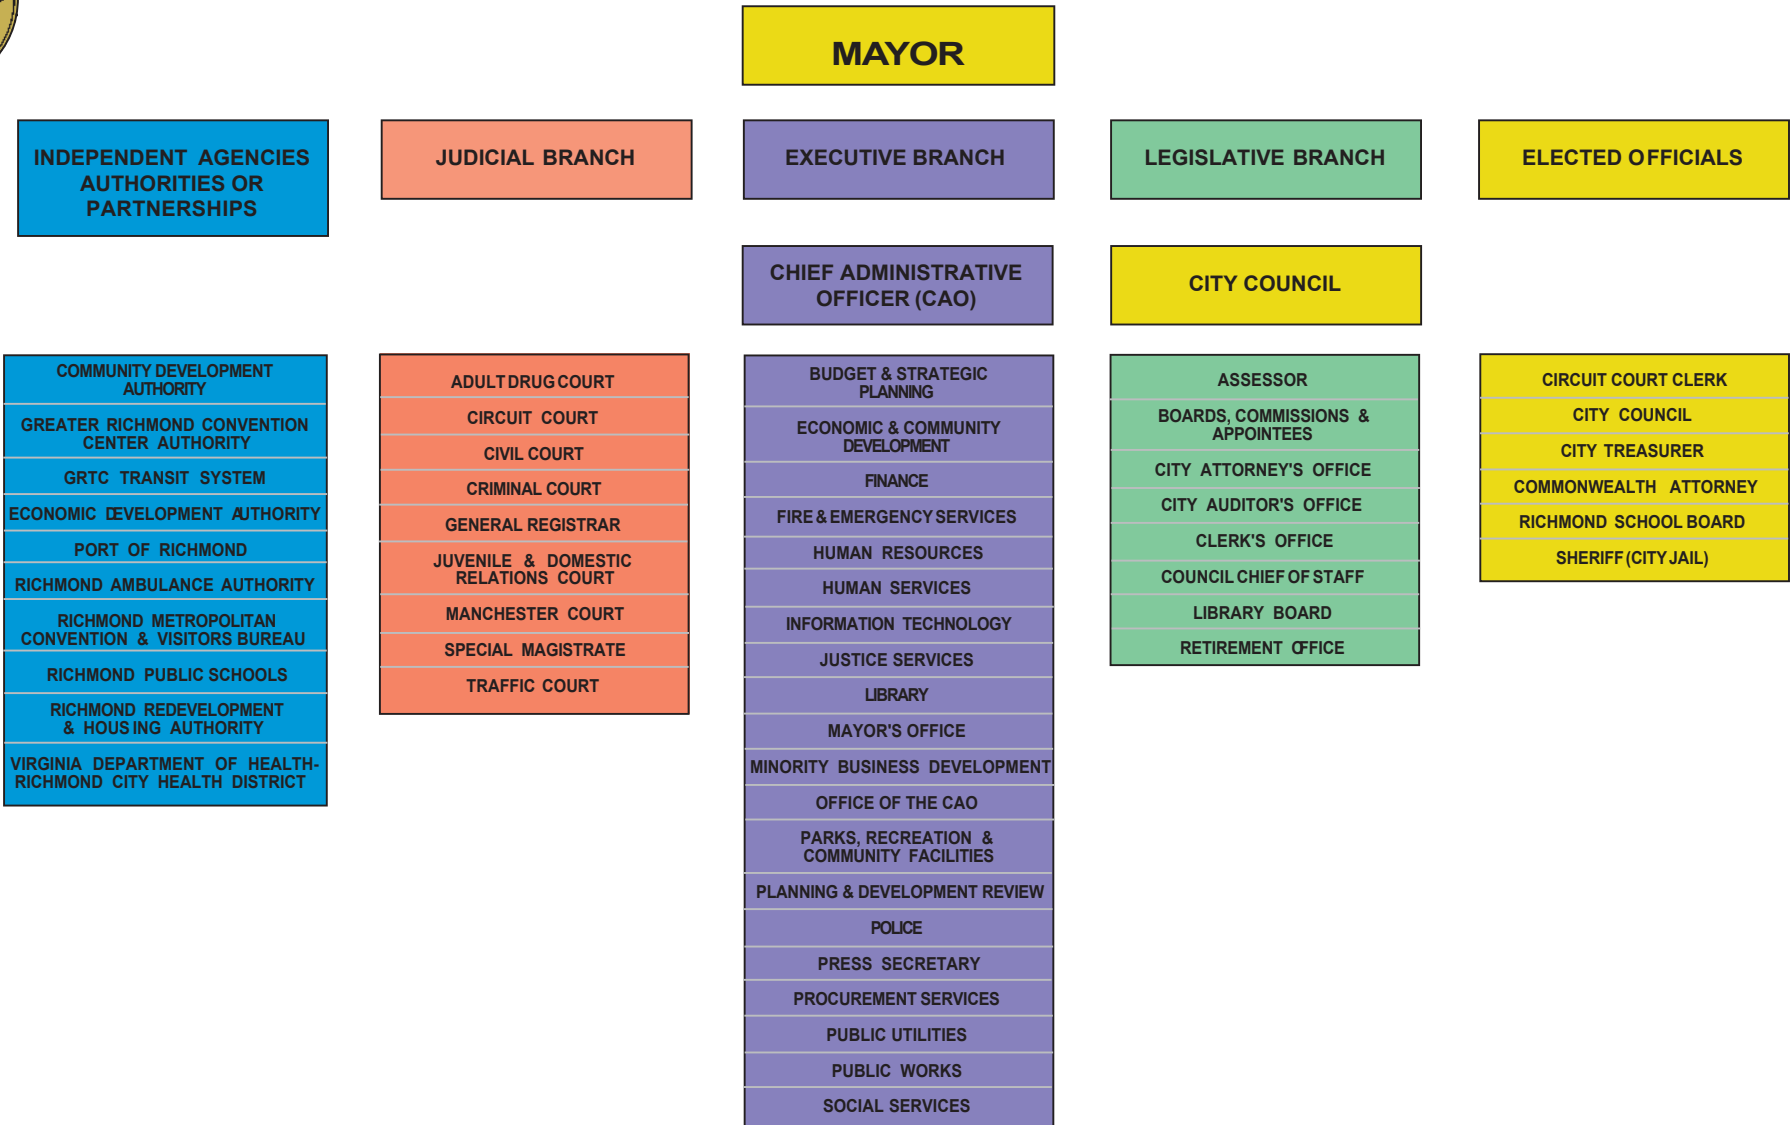 MAYOR
INDEPENDENT AGENCIES
AUTHORITIES OR
PARTNERSHIPS
JUDICIAL BRANCH
EXECUTIVE BRANCH
LEGISLATIVE BRANCH
ELECTED OFFICIALS
CHIEF ADMINISTRATIVE
OFFICER (CAO)
CITY COUNCIL
COMMUNITY DEVELOPMENT
AUTHORITY
GREATER RICHMOND CONVENTION
CENTER AUTHORITY
GRTC TRANSIT SYSTEM
ECONOMIC DEVELOPMENT AUTHORITY
PORT OF RICHMOND
RICHMOND AMBULANCE AUTHORITY
RICHMOND METROPOLITAN
CONVENTION & VISITORS BUREAU
RICHMOND PUBLIC SCHOOLS
RICHMOND REDEVELOPMENT
& HOUSING AUTHORITY
VIRGINIA DEPARTMENT OF HEALTH-
RICHMOND CITY HEALTH DISTRICT
ADULT DRUG COURT
CIRCUIT COURT
CIVIL COURT
CRIMINAL COURT
GENERAL REGISTRAR
JUVENILE & DOMESTIC
RELATIONS COURT
MANCHESTER COURT
SPECIAL MAGISTRATE
TRAFFIC COURT
BUDGET & STRATEGIC
PLANNING
ECONOMIC & COMMUNITY
DEVELOPMENT
FINANCE
FIRE & EMERGENCY SERVICES
HUMAN RESOURCES
HUMAN SERVICES
INFORMATION TECHNOLOGY
JUSTICE SERVICES
LIBRARY
MAYOR'S OFFICE
MINORITY BUSINESS DEVELOPMENT
OFFICE OF THE CAO
PARKS, RECREATION &
COMMUNITY FACILITIES
PLANNING & DEVELOPMENT REVIEW
POLICE
PRESS SECRETARY
PROCUREMENT SERVICES
PUBLIC UTILITIES
PUBLIC WORKS
SOCIAL SERVICES
ASSESSOR
BOARDS, COMMISSIONS &
APPOINTEES
CITY ATTORNEY'S OFFICE
CITY AUDITOR'S OFFICE
CLERK'S OFFICE
COUNCIL CHIEF OF STAFF
LIBRARY BOARD
RETIREMENT OFFICE
CIRCUIT COURT CLERK
CITY COUNCIL
CITY TREASURER
COMMONWEALTH ATTORNEY
RICHMOND SCHOOL BOARD
SHERIFF (CITY JAIL)